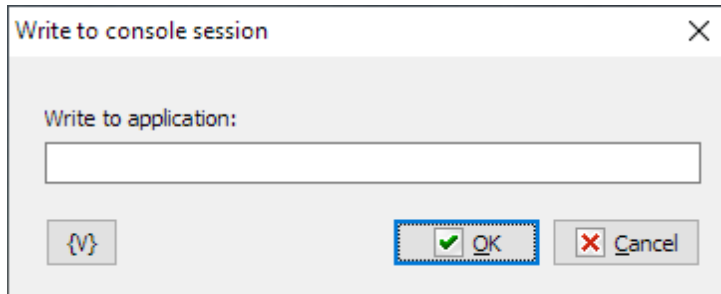 Write to console session
Write to application:
{V} OK Cancel